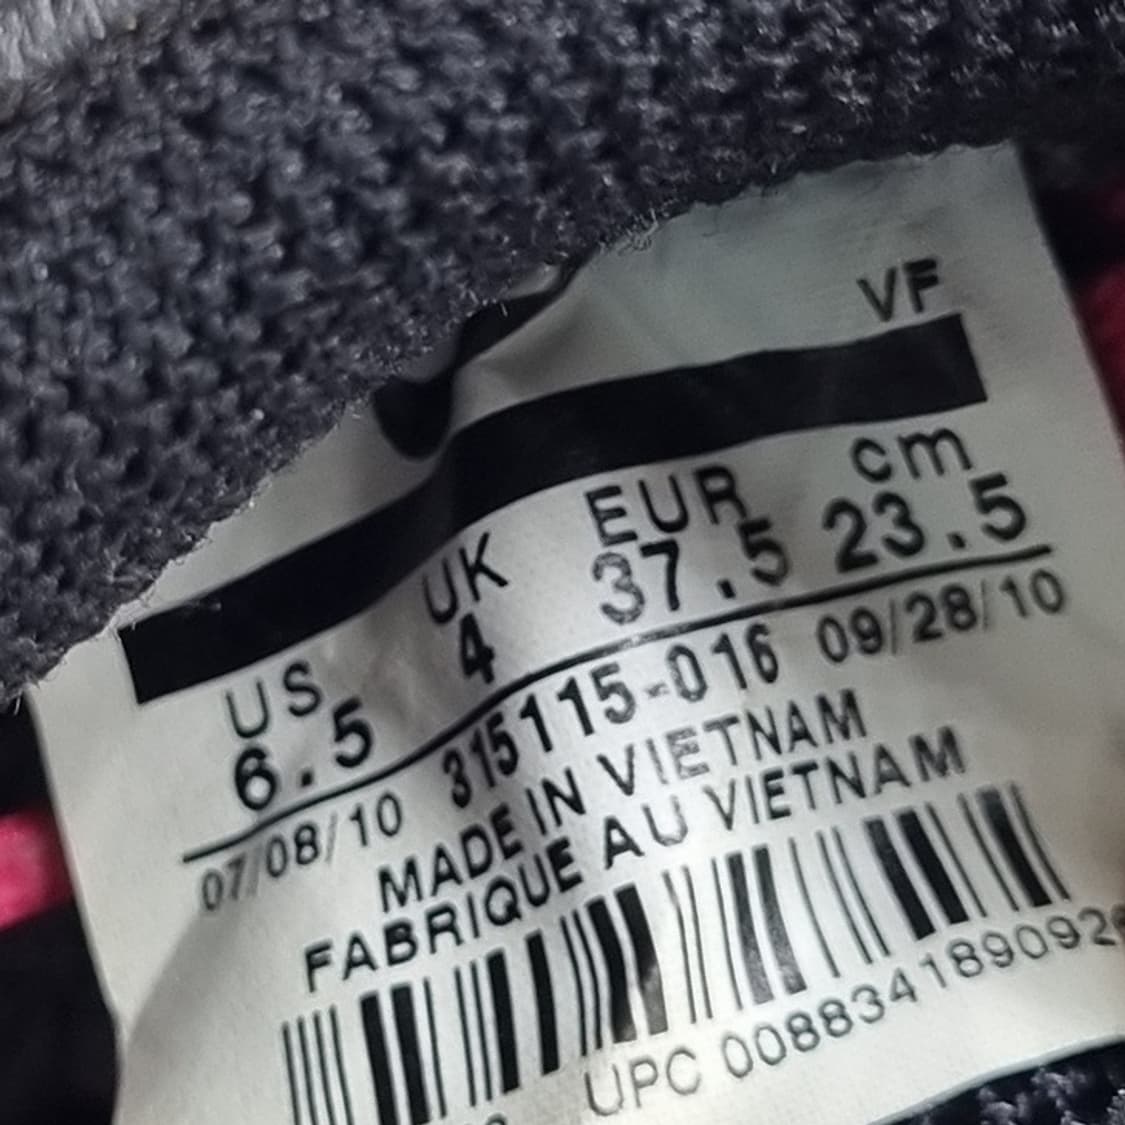 VF
US UK EUR cm
6.5 4 37.5 23.5
07/08/10 315115-016 09/28/10
MADE IN VIETNAM
FABRIQUE AU VIETNAM
UPC 00883418909